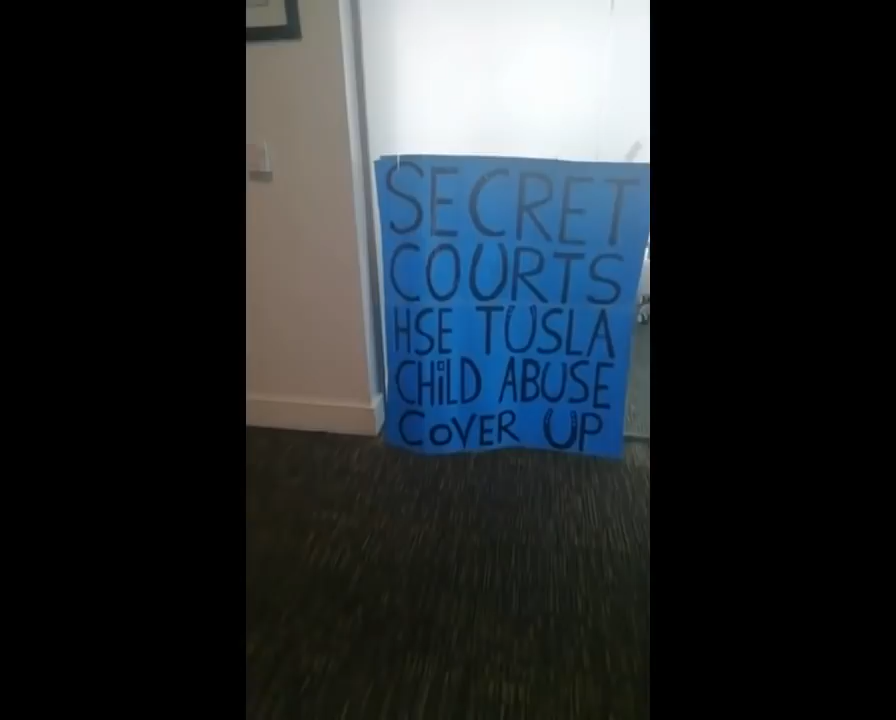 SECRET
COURTS
HSE TUSLA
CHiLD ABUSE
COVER UP